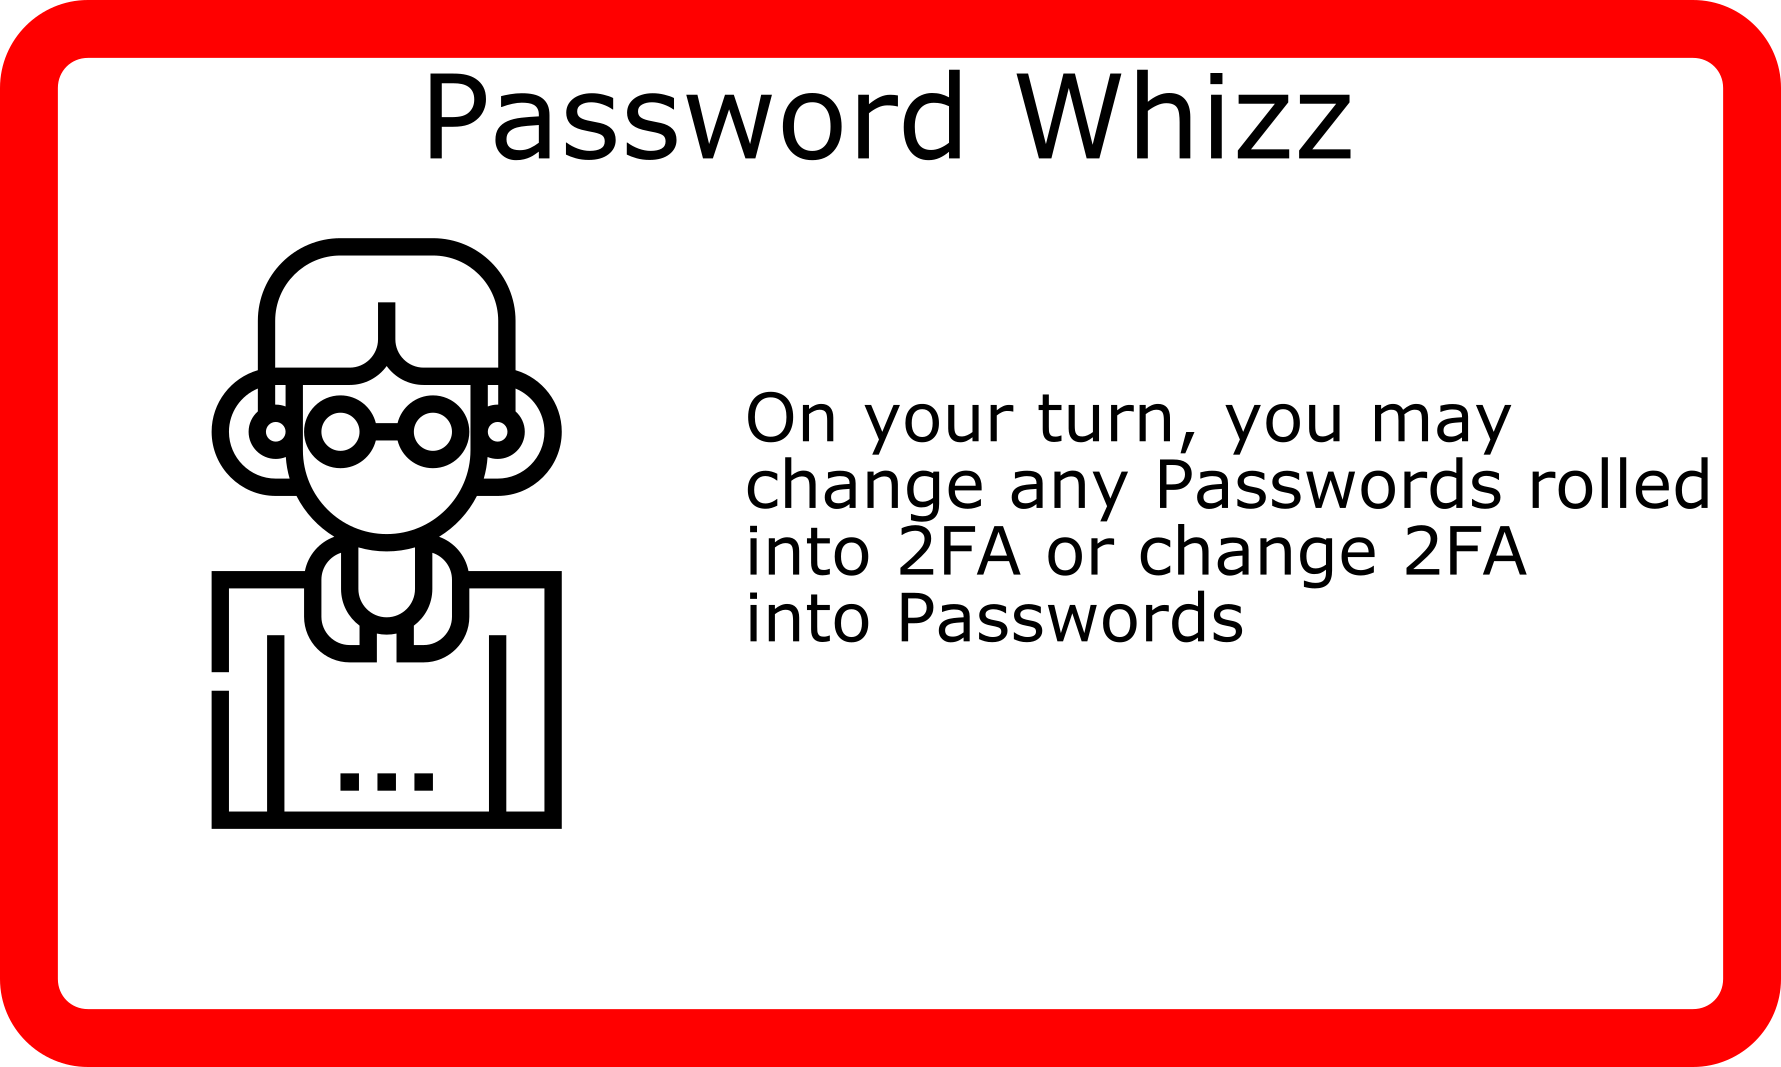 Password Whizz
On your turn, you may
change any Passwords rolled
into 2FA or change 2FA
into Passwords